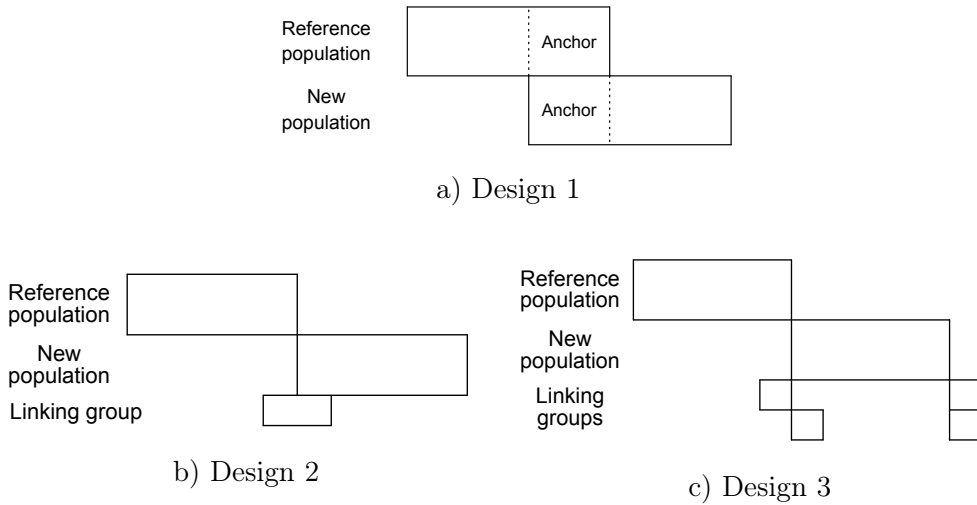 Reference
population
Anchor
New
population
Anchor
a) Design 1
Reference
population
New
population
Linking group
b) Design 2
Reference
population
New
population
Linking
groups
c) Design 3